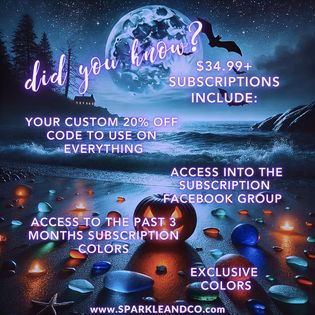 did you know?
$34.99+
SUBSCRIPTIONS
INCLUDE:
YOUR CUSTOM 20% OFF
CODE TO USE ON
EVERYTHING
ACCESS INTO THE
SUBSCRIPTION
FACEBOOK GROUP
ACCESS TO THE PAST 3
MONTHS SUBSCRIPTION
COLORS
EXCLUSIVE
COLORS
www.SPARKLEANDCO.com